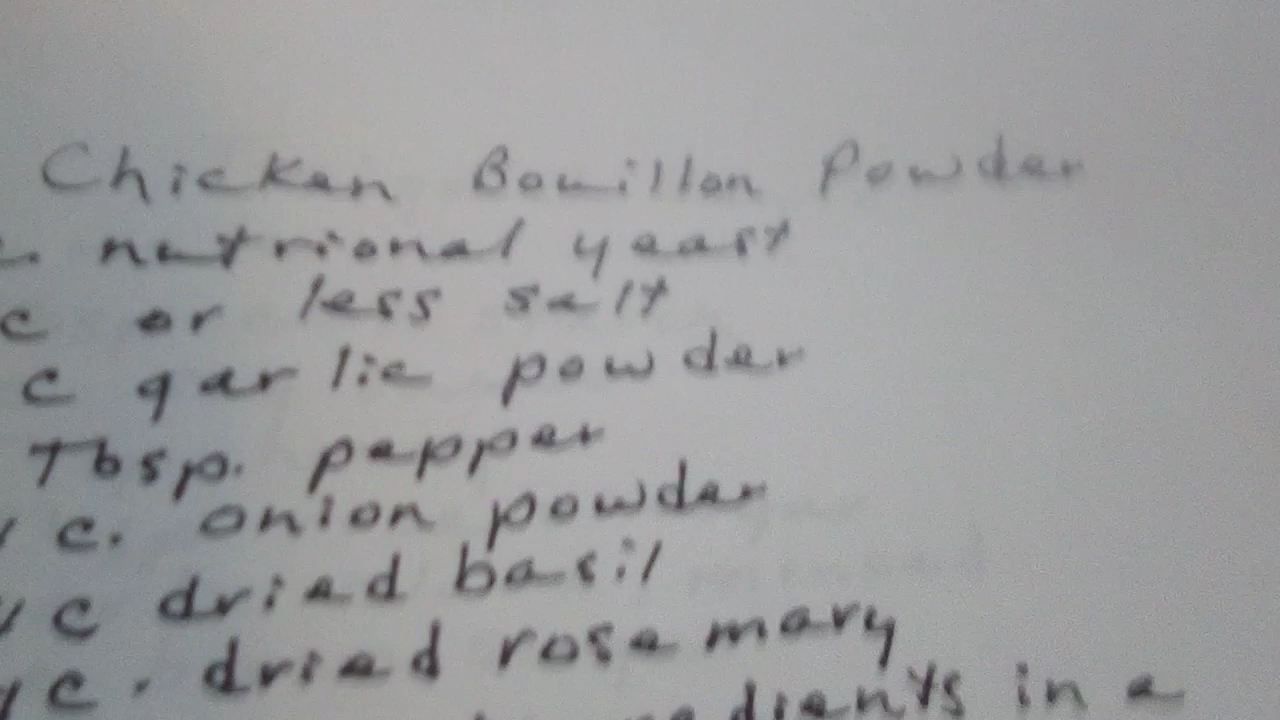 Chicken Bouillon Powder
c. nutrional yeast
c or less salt
c garlic powder
Tbsp. pepper
c. onion powder
c dried basil
c. dried rosemary
in a